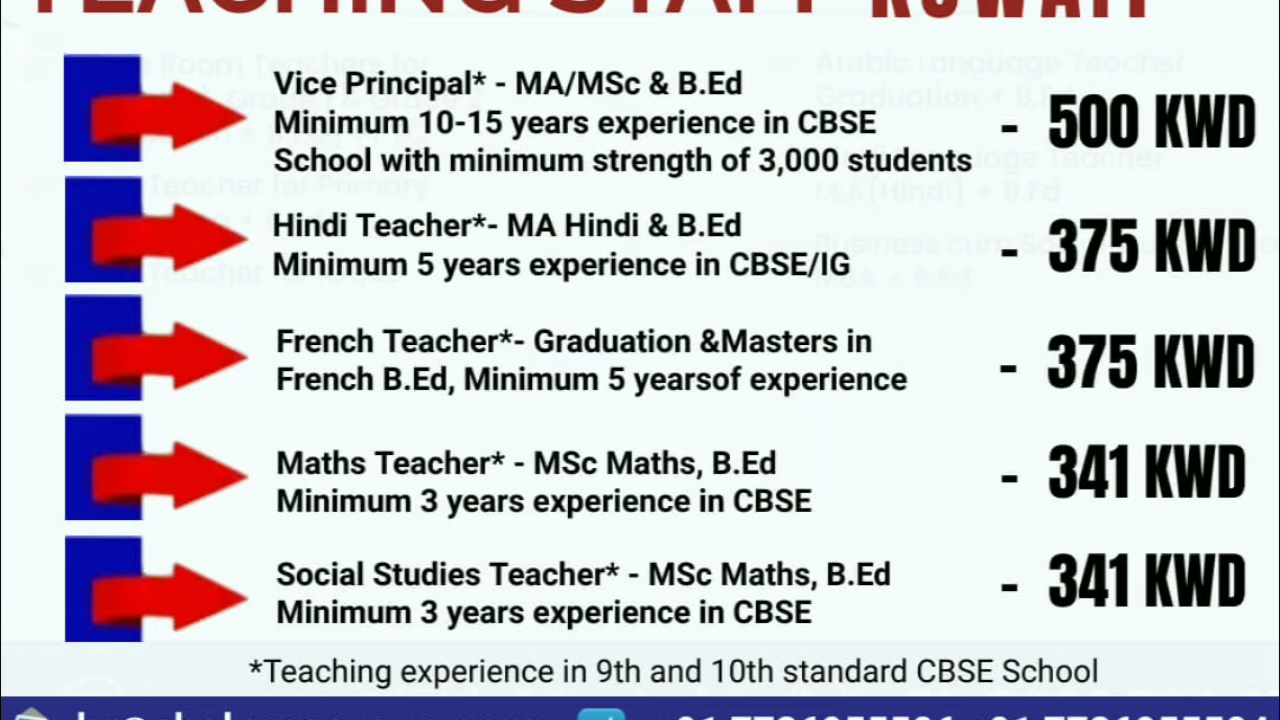 TEACHING STAFF KUWAIT
Vice Principal* - MA/MSc & B.Ed
Minimum 10-15 years experience in CBSE
School with minimum strength of 3,000 students
- 500 KWD
Hindi Teacher*- MA Hindi & B.Ed
Minimum 5 years experience in CBSE/IG
- 375 KWD
French Teacher*- Graduation &Masters in
French B.Ed, Minimum 5 yearsof experience
- 375 KWD
Maths Teacher* - MSc Maths, B.Ed
Minimum 3 years experience in CBSE
- 341 KWD
Social Studies Teacher* - MSc Maths, B.Ed
Minimum 3 years experience in CBSE
- 341 KWD
*Teaching experience in 9th and 10th standard CBSE School